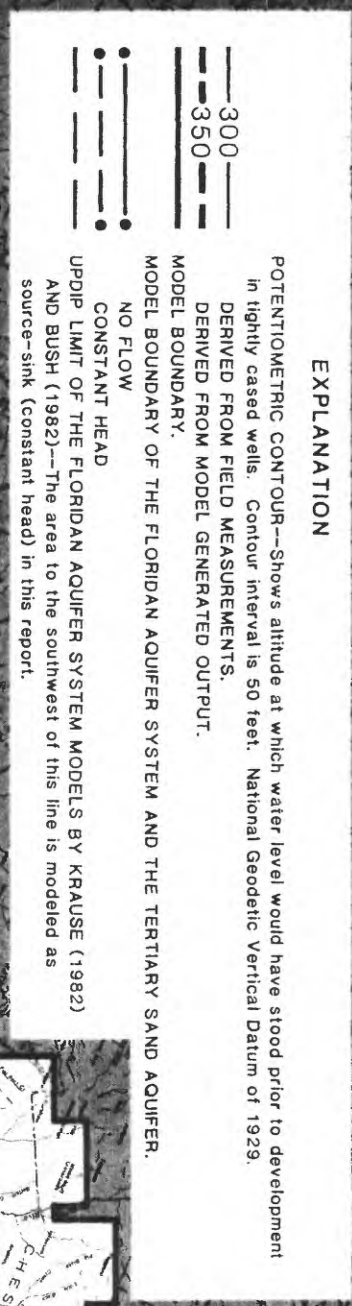 EXPLANATION
—300— POTENTIOMETRIC CONTOUR--Shows altitude at which water level would have stood prior to development
in tightly cased wells. Contour interval is 50 feet. National Geodetic Vertical Datum of 1929.
DERIVED FROM FIELD MEASUREMENTS.
350 DERIVED FROM MODEL GENERATED OUTPUT.
MODEL BOUNDARY.
MODEL BOUNDARY OF THE FLORIDAN AQUIFER SYSTEM AND THE TERTIARY SAND AQUIFER.
NO FLOW
CONSTANT HEAD
UPDIP LIMIT OF THE FLORIDAN AQUIFER SYSTEM MODELS BY KRAUSE (1982)
AND BUSH (1982)--The area to the southwest of this line is modeled as
source-sink (constant head) in this report.
CHES